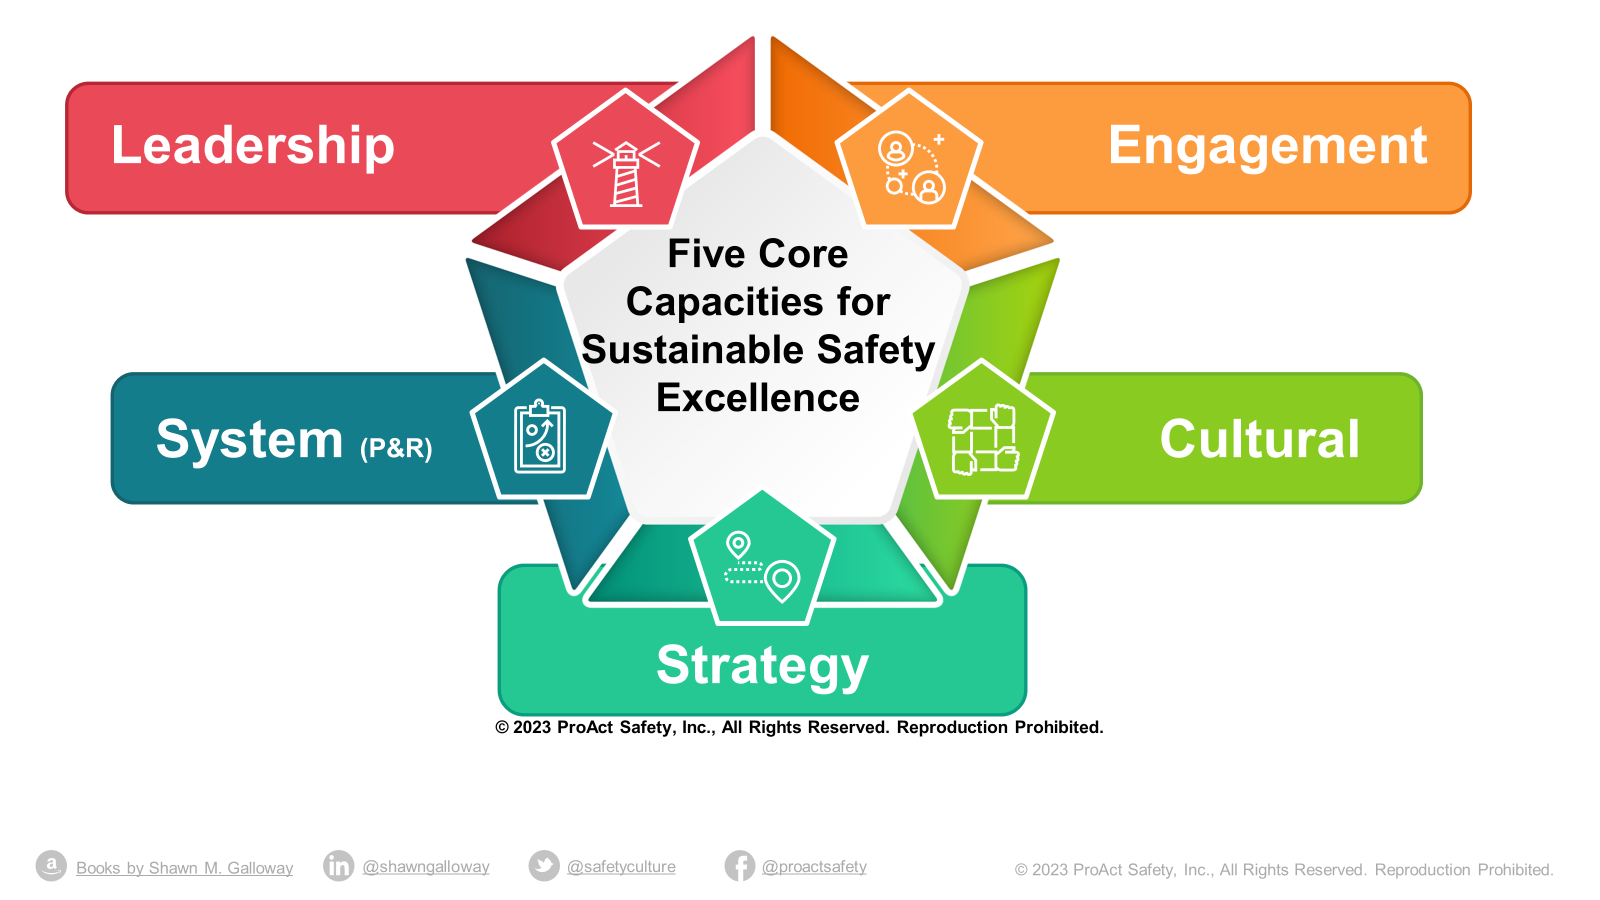 Leadership
Engagement
Five Core
Capacities for
Sustainable Safety
Excellence
System (P&R)
Cultural
Strategy
© 2023 ProAct Safety, Inc., All Rights Reserved. Reproduction Prohibited.
Books by Shawn M. Galloway
@shawngalloway
@safetyculture
@proactsafety
© 2023 ProAct Safety, Inc., All Rights Reserved. Reproduction Prohibited.